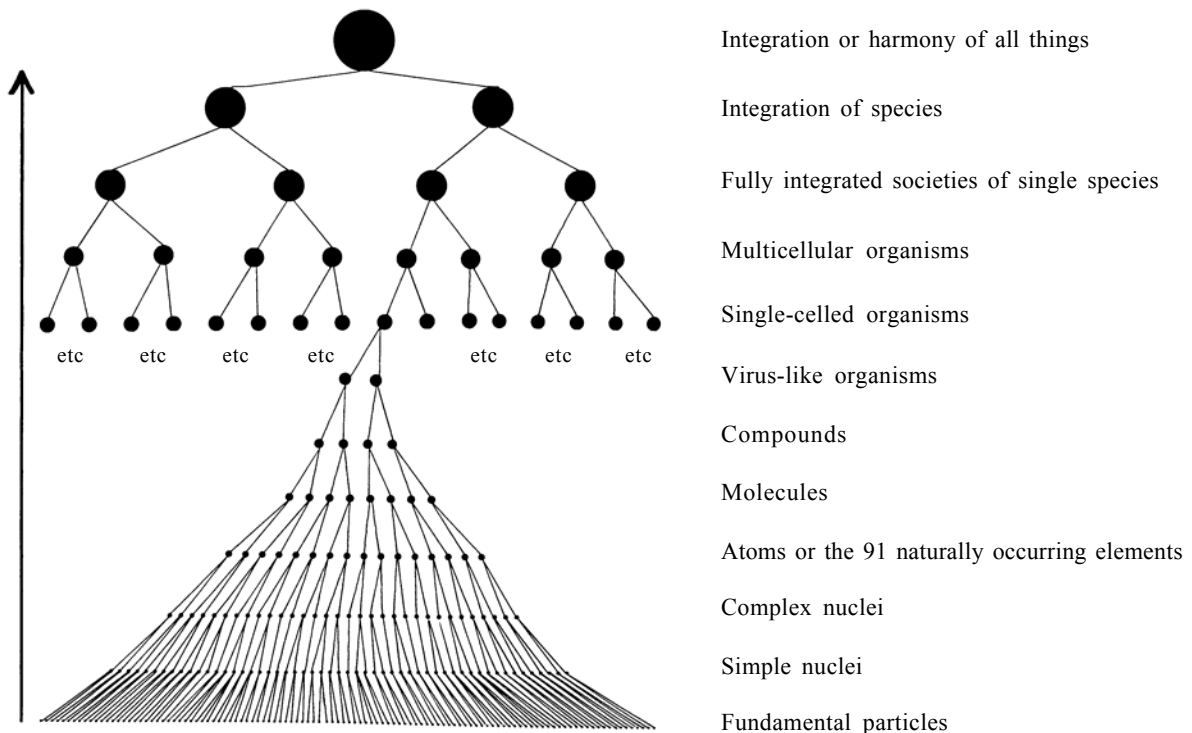 Integration or harmony of all things
Integration of species
Fully integrated societies of single species
Multicellular organisms
Single-celled organisms
etc etc etc etc etc etc etc
Virus-like organisms
Compounds
Molecules
Atoms or the 91 naturally occurring elements
Complex nuclei
Simple nuclei
Fundamental particles